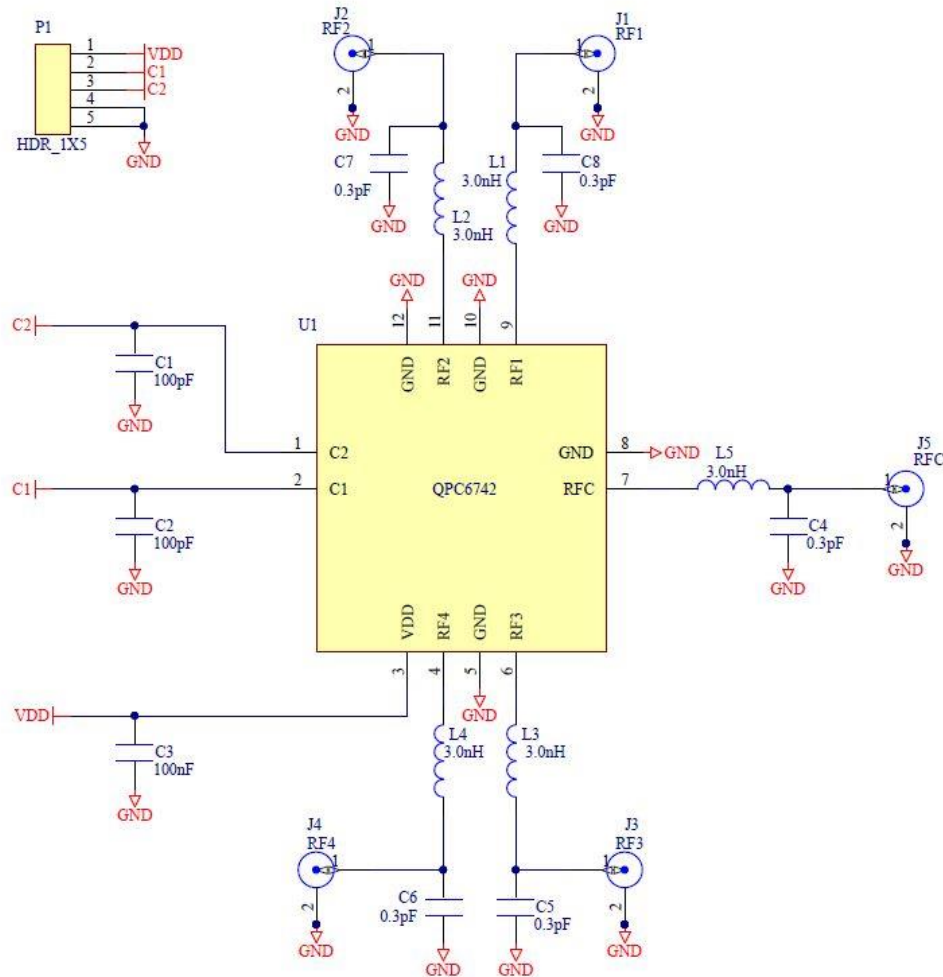 P1
1
VDD
2
C1
3
C2
4
5
HDR_1X5
GND
J2
RF2
1
2
GND
J1
RF1
1
2
GND
C7
0.3pF
GND
L2
3.0nH
L1
3.0nH
C8
0.3pF
GND
GND
GND
U1
12
11
10
9
GND
RF2
GND
RF1
C2
C1
100pF
GND
1
C2
C1
C2
100pF
GND
2
C1
QPC6742
GND
8
GND
RFC
7
L5
3.0nH
C4
0.3pF
GND
J5
RFC
1
2
GND
VDD
RF4
GND
RF3
3
4
5
6
GND
VDD
C3
100nF
GND
L4
3.0nH
L3
3.0nH
J4
RF4
1
2
GND
C6
0.3pF
GND
C5
0.3pF
GND
J3
RF3
1
2
GND